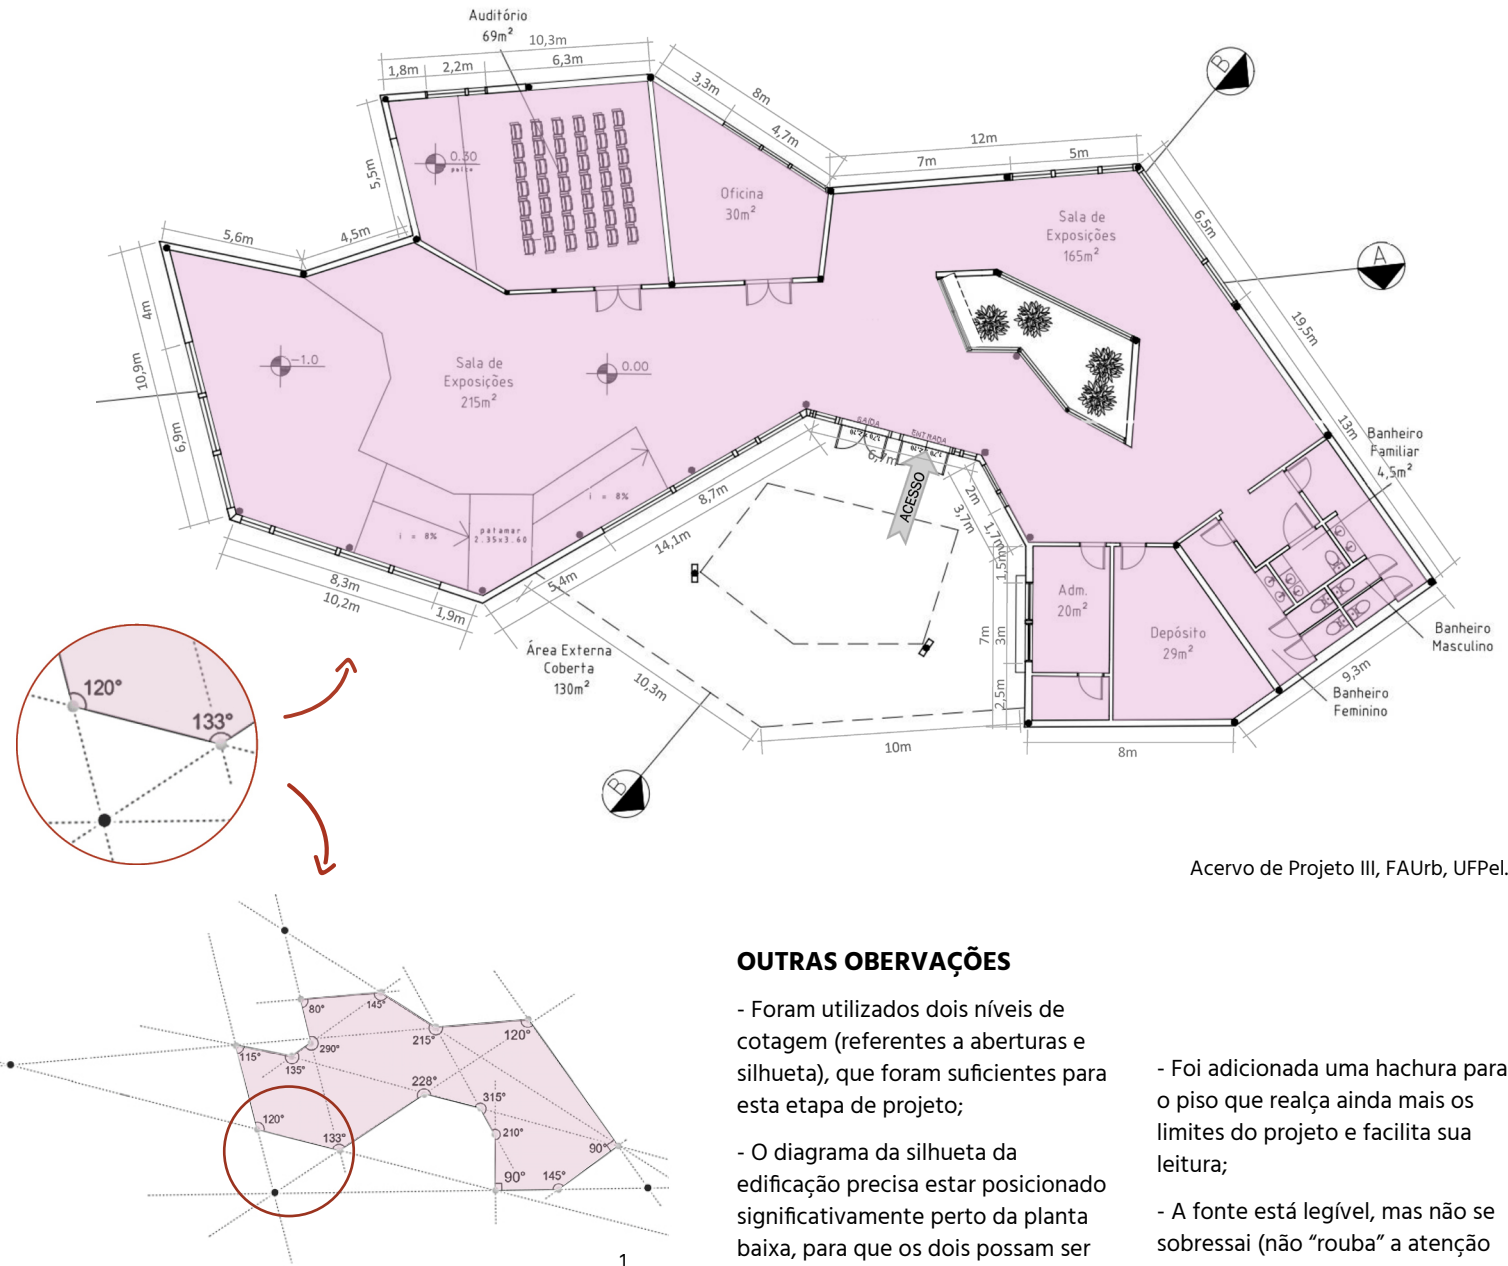 Auditório
69m²
10,3m
1,8m
2,2m
6,3m
3,3m
8m
4,7m
5,5m
0.30
palco
Oficina
30m²
12m
7m
5m
B
Sala de
Exposições
165m²
6,5m
A
19,5m
13m
5,6m
4,5m
4m
10,9m
6,9m
-1.0
Sala de
Exposições
215m²
0.00
SAÍDA
ENTRADA
ACESSO
i = 8%
i = 8%
patamar
2.35x3.60
8,7m
14,1m
5,4m
2m
3,7m
1,7m
1,5m
7m
3m
2,5m
8,3m
10,2m
1,9m
Área Externa
Coberta
130m²
10,3m
10m
8m
9,3m
Adm.
20m²
Depósito
29m²
Banheiro
Familiar
4,5m²
Banheiro
Masculino
Banheiro
Feminino
B
120°
133°
Acervo de Projeto III, FAUrb, UFPel.
80°
145°
215°
120°
115°
135°
290°
228°
315°
210°
120°
133°
90°
90°
145°
1
OUTRAS OBERVAÇÕES
- Foram utilizados dois níveis de
cotagem (referentes a aberturas e
silhueta), que foram suficientes para
esta etapa de projeto;
- O diagrama da silhueta da
edificação precisa estar posicionado
significativamente perto da planta
baixa, para que os dois possam ser
- Foi adicionada uma hachura para
o piso que realça ainda mais os
limites do projeto e facilita sua
leitura;
- A fonte está legível, mas não se
sobressai (não “rouba” a atenção